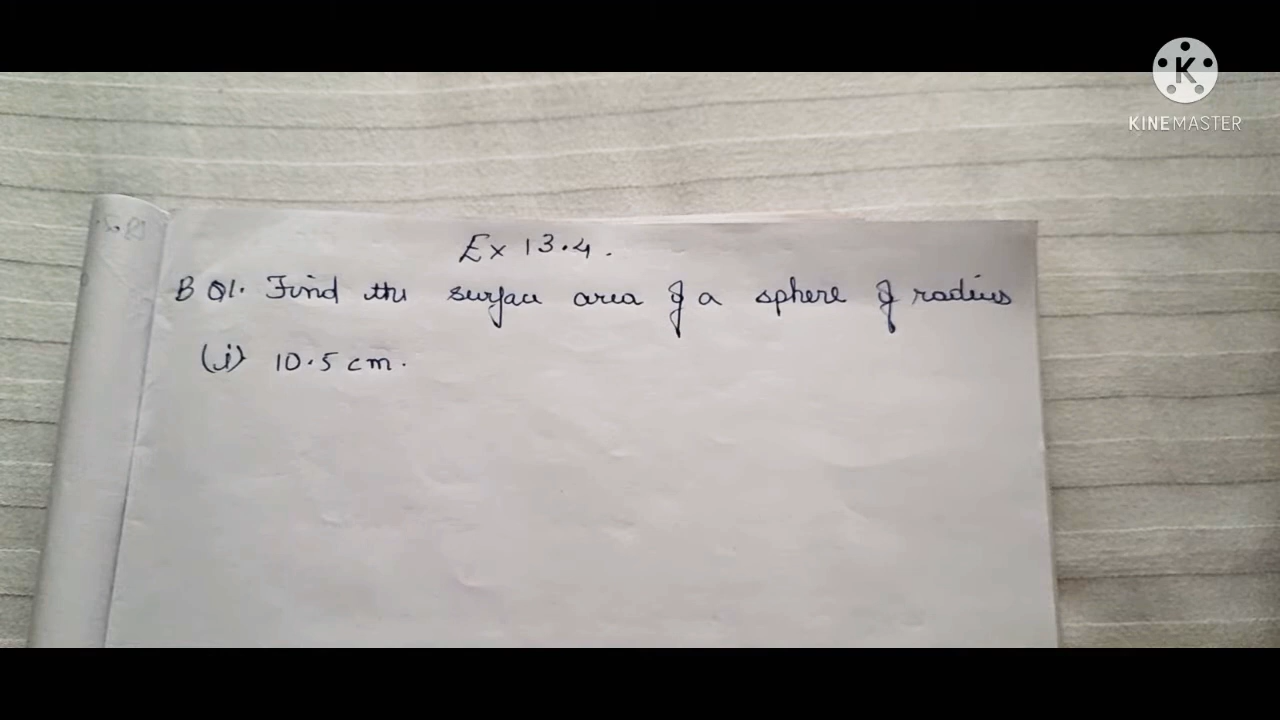 KINEMASTER
Ex 13.4.
B Q1. Find the surface area of a sphere of radius
(i) 10.5 cm.